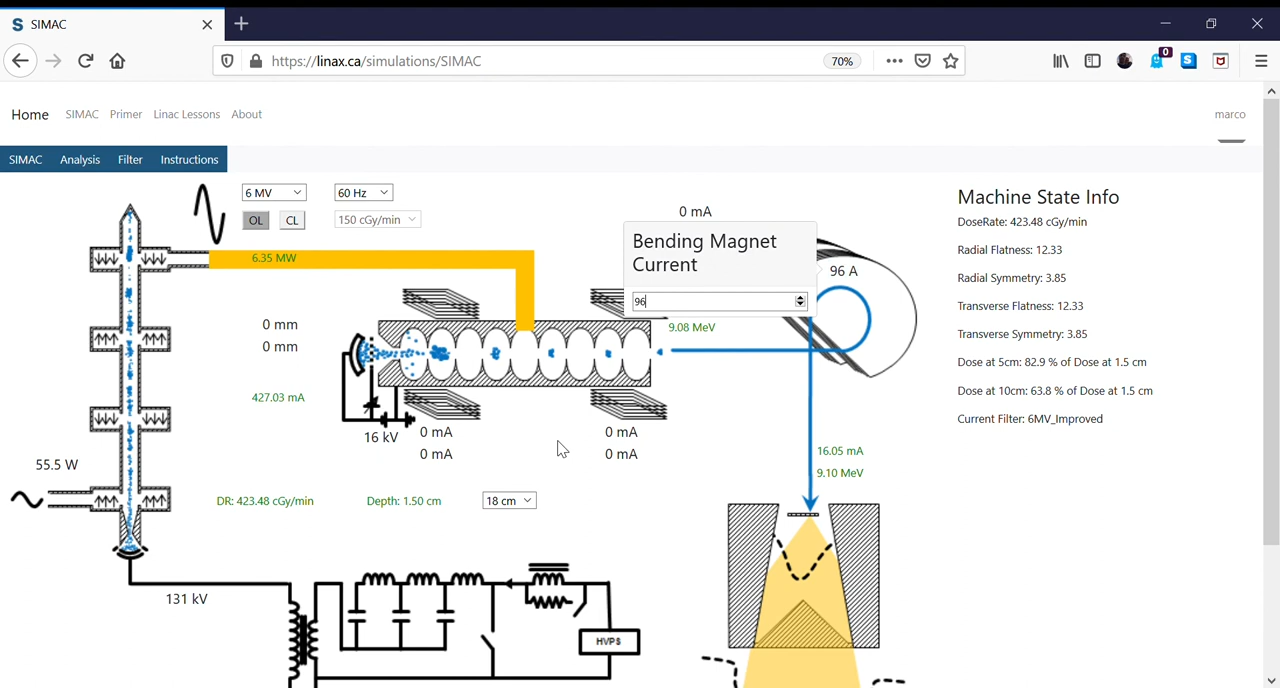 SIMAC
https://linax.ca/simulations/SIMAC
70%
0
Home SIMAC Primer Linac Lessons About marco
SIMAC Analysis Filter Instructions
6 MV 60 Hz
OL CL 150 cGy/min
0 mA
Bending Magnet
Current
96
96 A
6.35 MW
0 mm
0 mm
9.08 MeV
427.03 mA
16 kV
0 mA
0 mA
0 mA
0 mA
55.5 W
16.05 mA
9.10 MeV
DR: 423.48 cGy/min Depth: 1.50 cm 18 cm
131 kV
HVPS
Machine State Info
DoseRate: 423.48 cGy/min
Radial Flatness: 12.33
Radial Symmetry: 3.85
Transverse Flatness: 12.33
Transverse Symmetry: 3.85
Dose at 5cm: 82.9 % of Dose at 1.5 cm
Dose at 10cm: 63.8 % of Dose at 1.5 cm
Current Filter: 6MV_Improved